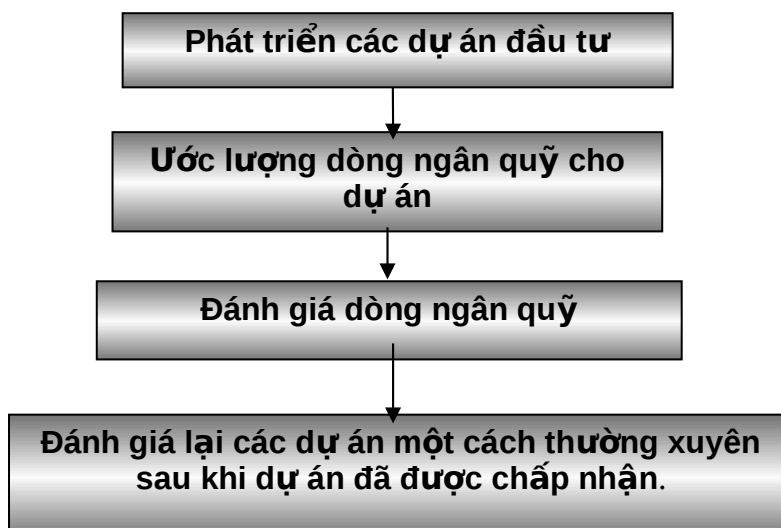 Phát triển các dự án đầu tư
Ước lượng dòng ngân quỹ cho
dự án
Đánh giá dòng ngân quỹ
Đánh giá lại các dự án một cách thường xuyên
sau khi dự án đã được chấp nhận.